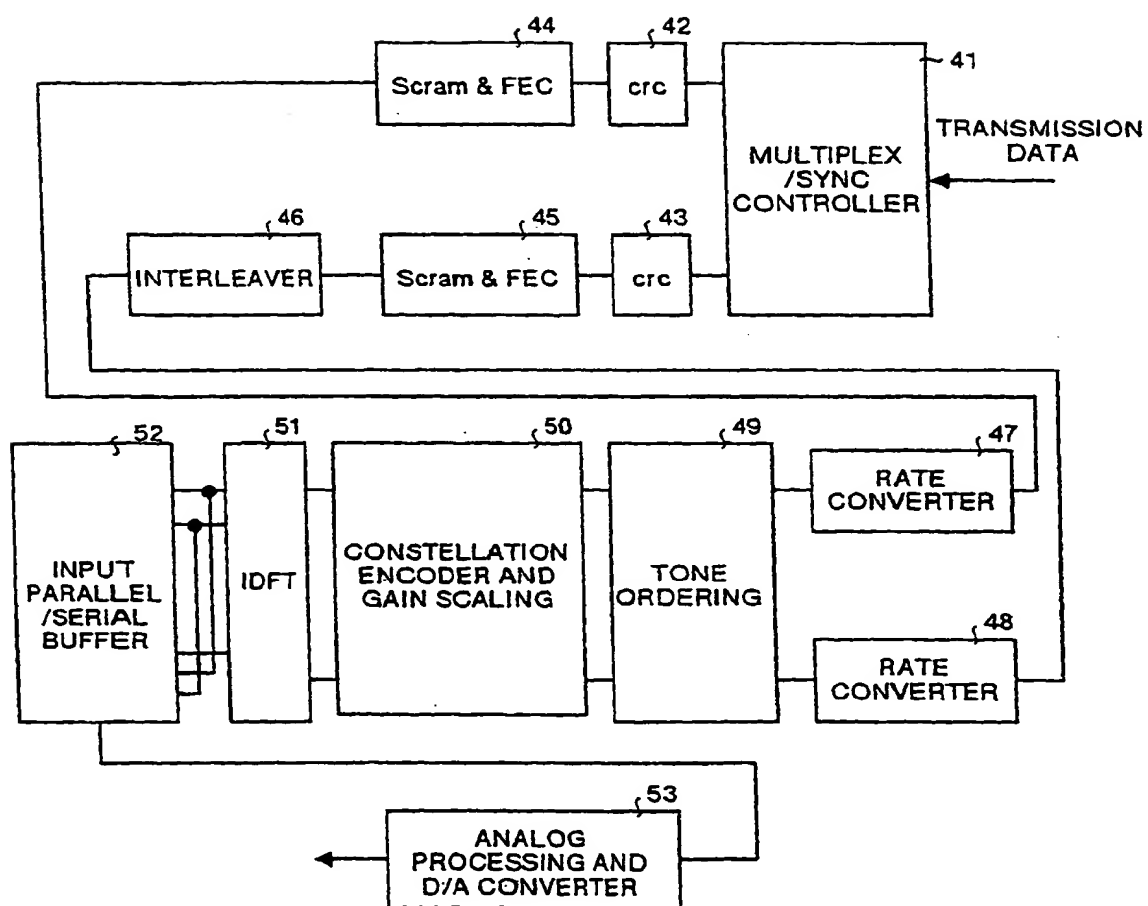 44
42
41
Scram & FEC
crc
MULTIPLEX
/SYNC
CONTROLLER
TRANSMISSION
DATA
46
45
43
INTERLEAVER
Scram & FEC
crc
52
51
50
49
47
INPUT
PARALLEL
/SERIAL
BUFFER
IDFT
CONSTELLATION
ENCODER AND
GAIN SCALING
TONE
ORDERING
RATE
CONVERTER
48
RATE
CONVERTER
53
ANALOG
PROCESSING AND
D/A CONVERTER